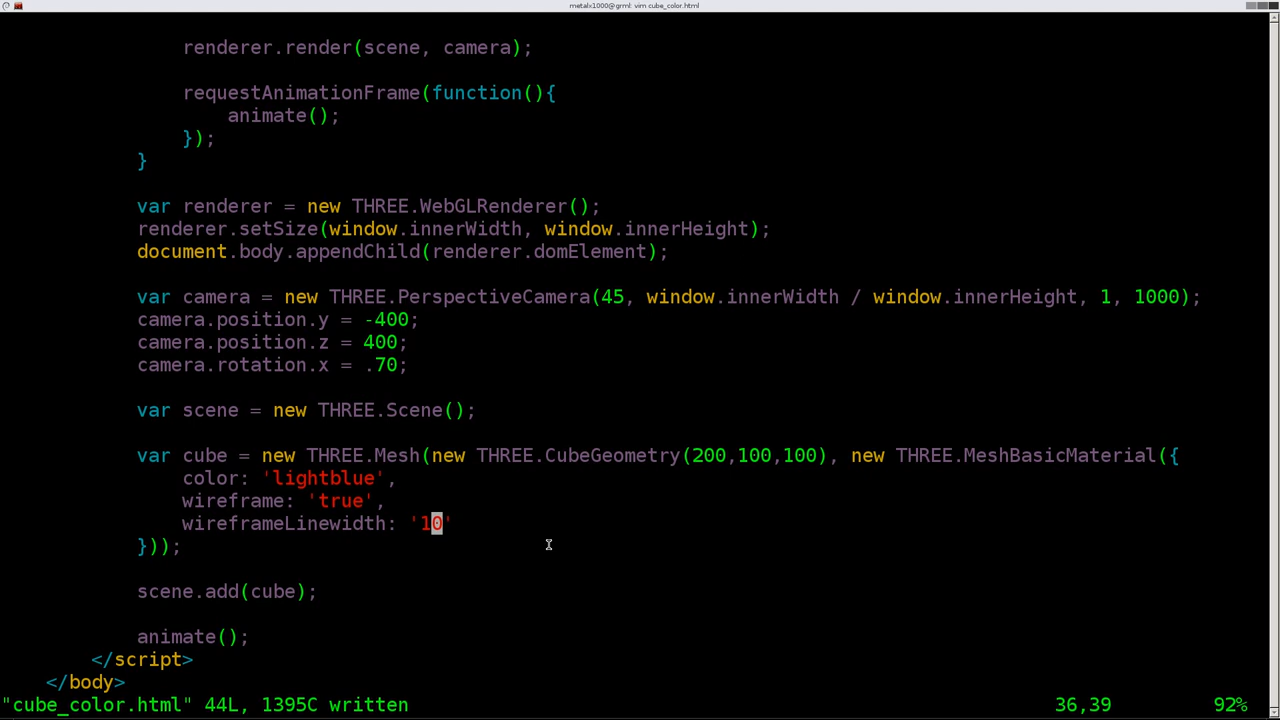 metalx1000@grml: vim cube_color.html
renderer.render(scene, camera);
requestAnimationFrame(function(){
animate();
});
}
var renderer = new THREE.WebGLRenderer();
renderer.setSize(window.innerWidth, window.innerHeight);
document.body.appendChild(renderer.domElement);
var camera = new THREE.PerspectiveCamera(45, window.innerWidth / window.innerHeight, 1, 1000);
camera.position.y = -400;
camera.position.z = 400;
camera.rotation.x = .70;
var scene = new THREE.Scene();
var cube = new THREE.Mesh(new THREE.CubeGeometry(200,100,100), new THREE.MeshBasicMaterial({
color: 'lightblue',
wireframe: 'true',
wireframeLinewidth: '10'
}));
scene.add(cube);
animate();
</script>
</body>
"cube_color.html" 44L, 1395C written 36,39 92%